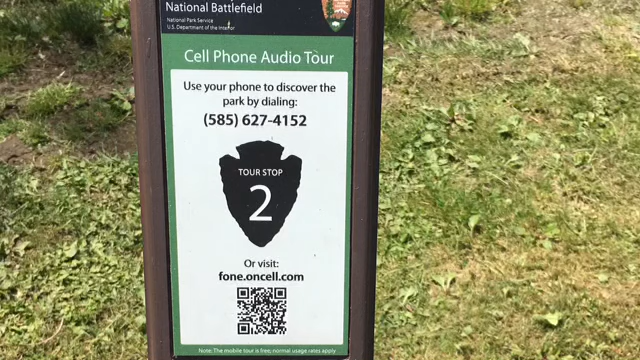 National Battlefield
National Park Service
U.S. Department of the Interior
Cell Phone Audio Tour
Use your phone to discover the
park by dialing:
(585) 627-4152
TOUR STOP
2
Or visit:
fone.oncell.com
Note: The mobile tour is free; normal usage rates apply